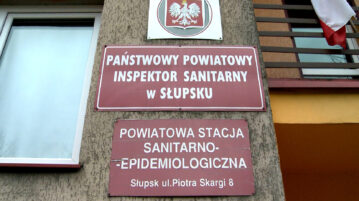 PAŃSTWOWY POWIATOWY
INSPEKTOR SANITARNY
w SŁUPSKU
POWIATOWA STACJA
SANITARNO-
-EPIDEMIOLOGICZNA
Słupsk ul.Piotra Skargi 8